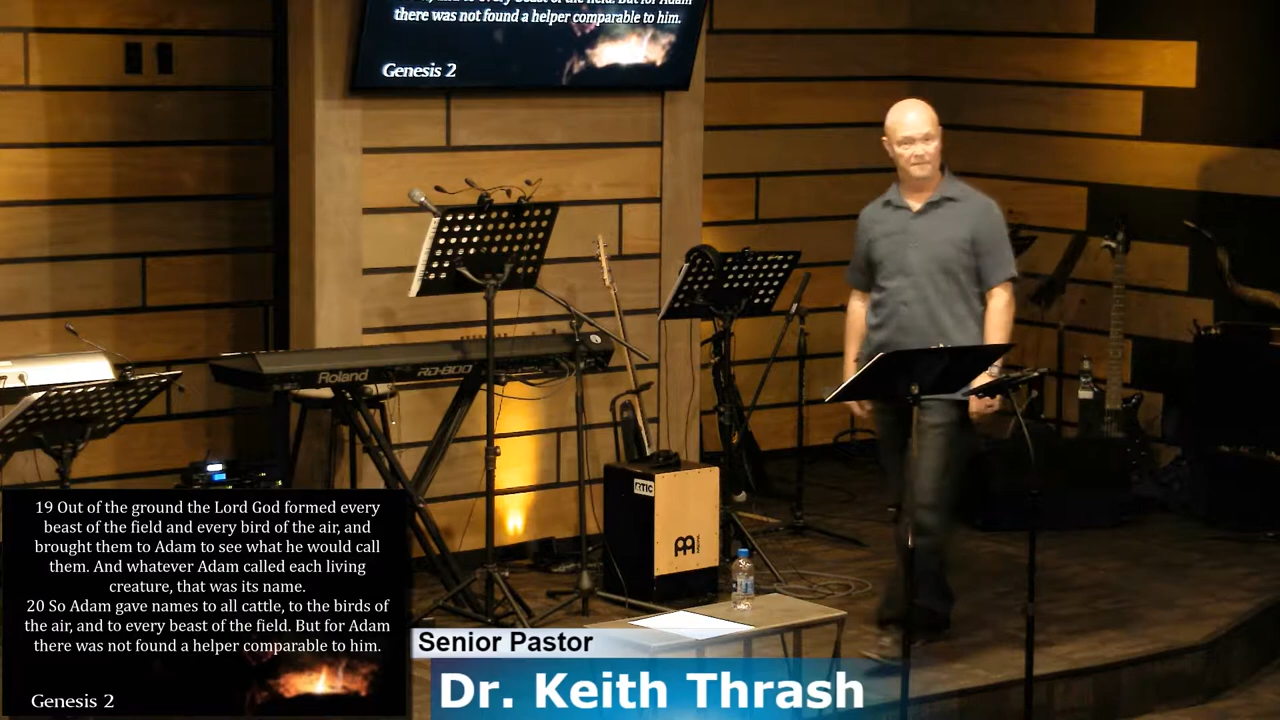 there was not found a helper comparable to him.
Genesis 2
Roland
RD-800
RTIC
19 Out of the ground the Lord God formed every
beast of the field and every bird of the air, and
brought them to Adam to see what he would call
them. And whatever Adam called each living
creature, that was its name.
20 So Adam gave names to all cattle, to the birds of
the air, and to every beast of the field. But for Adam
there was not found a helper comparable to him.
Genesis 2
Senior Pastor
Dr. Keith Thrash